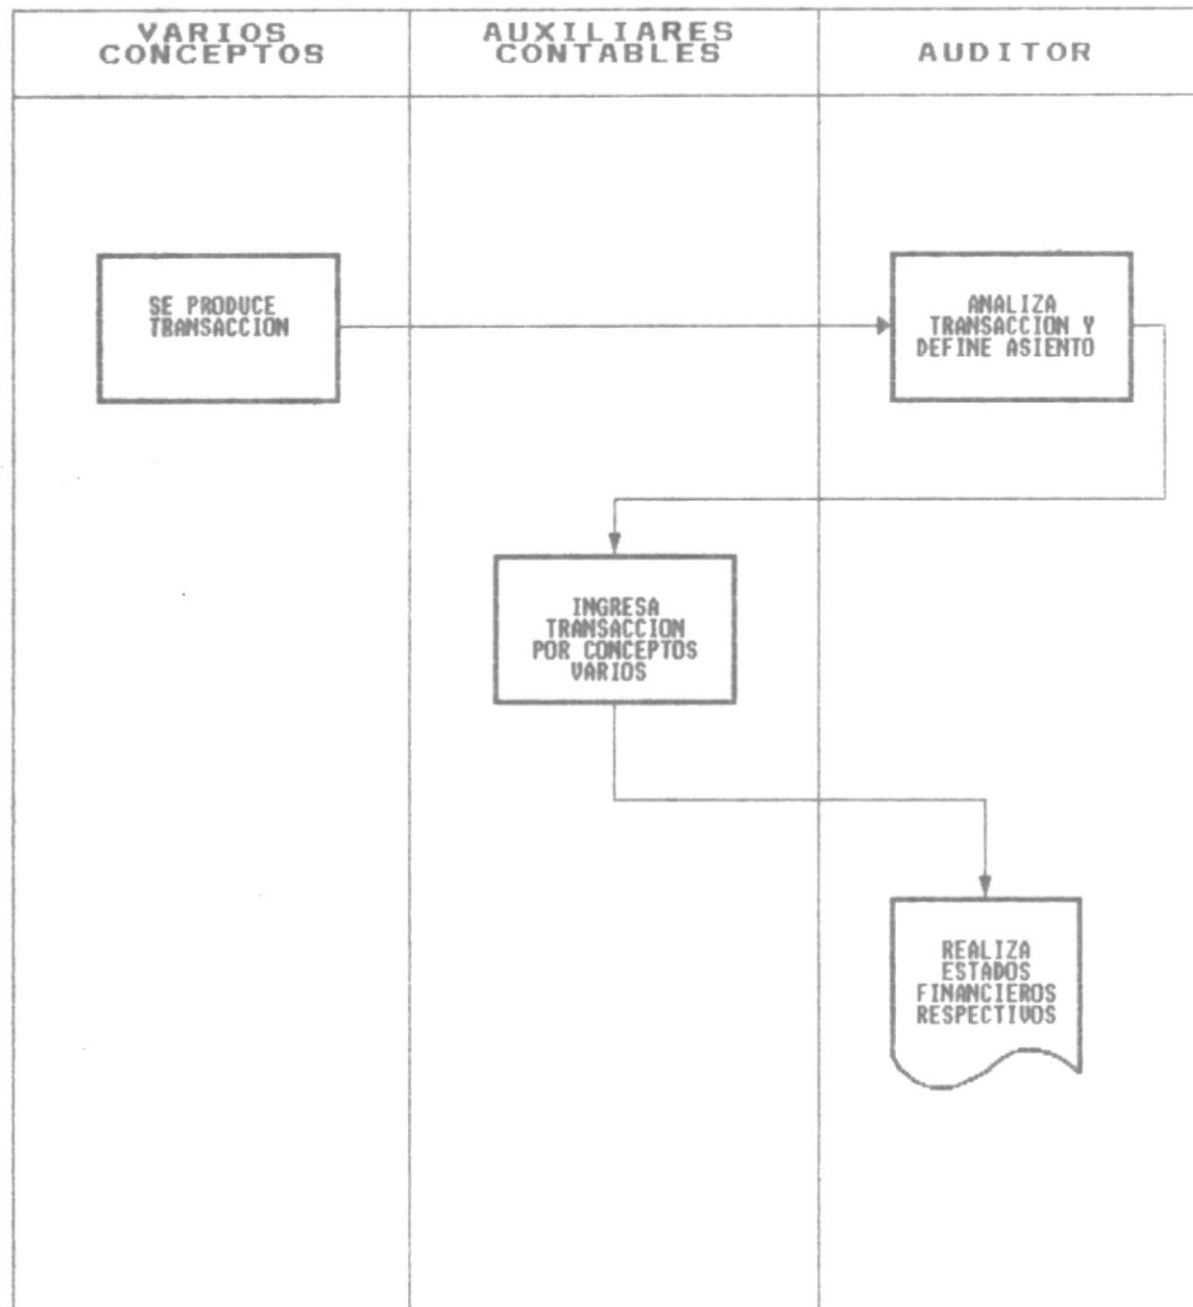 VARIOS
CONCEPTOS
AUXILIARES
CONTABLES
AUDITOR
SE PRODUCE
TRANSACCION
ANALIZA
TRANSACCION Y
DEFINE ASIENTO
INGRESA
TRANSACCION
POR CONCEPTOS
VARIOS
REALIZA
ESTADOS
FINANCIEROS
RESPECTIVOS